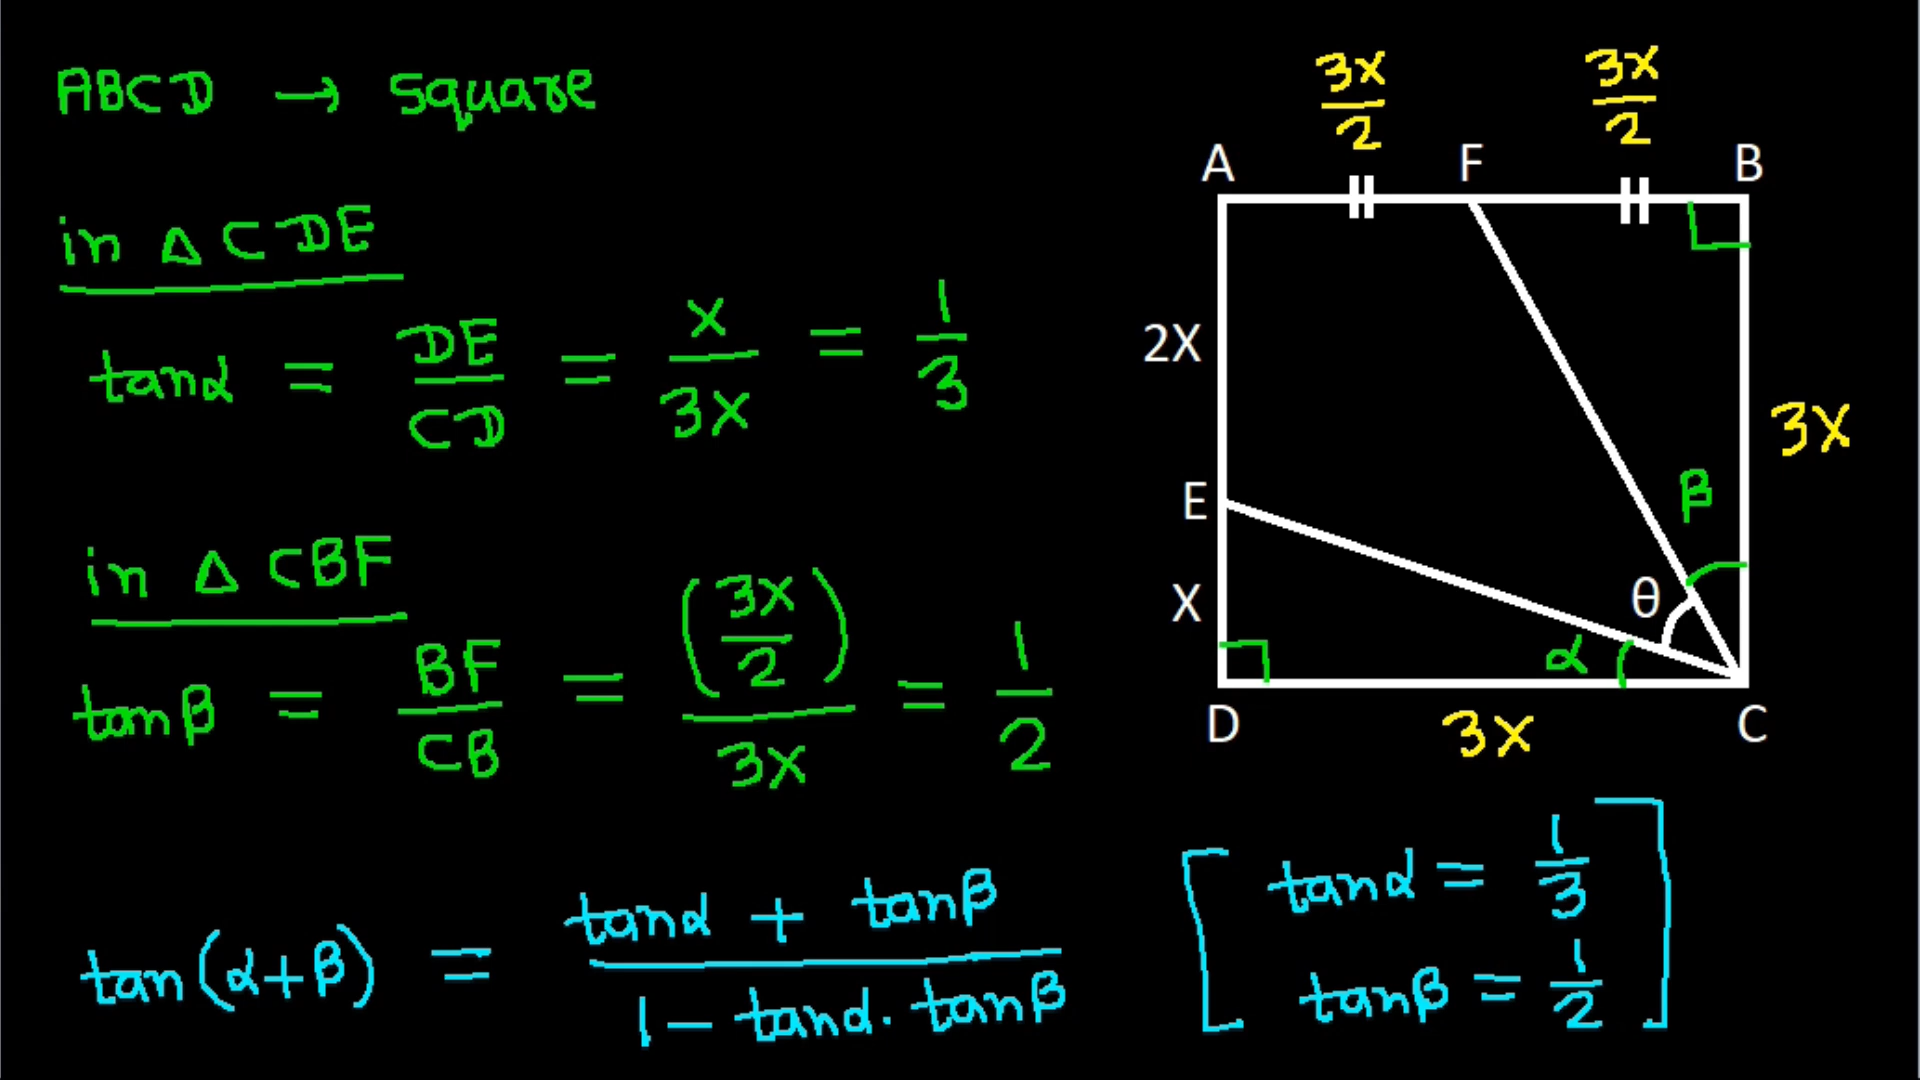 ABCD → square
in Δ CDE
tanα = DE/CD = x/3x = 1/3
in Δ CBF
tanβ = BF/CB = (3x/2)/3x = 1/2
tan(α+β) = (tanα + tanβ)/(1 − tanα . tanβ)
3x/2 3x/2
A F B
2X
3x
E
β
X
θ
α
D 3x C
[tanα = 1/3
tanβ = 1/2]